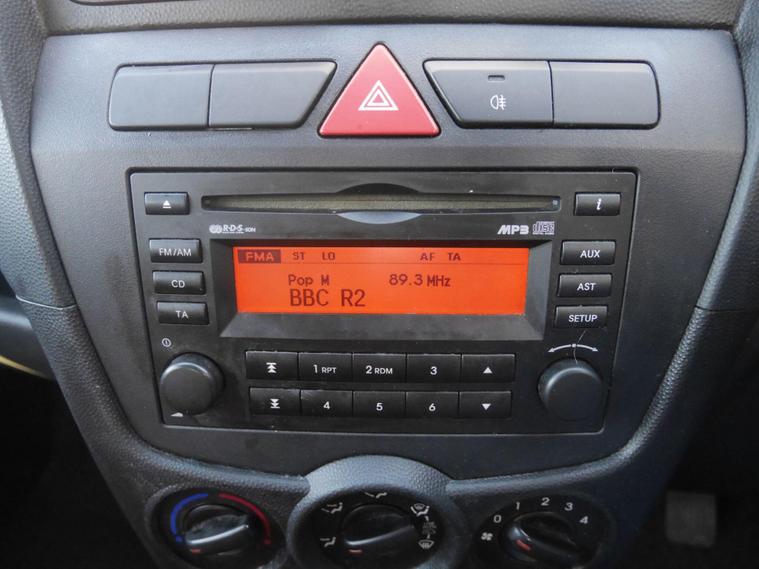 R·D·S EON
MP3
FM/AM
CD
TA
FMA ST LO AF TA
Pop M 89.3 MHz
BBC R2
AUX
AST
SETUP
1 RPT 2 RDM 3
4 5 6
i
0 1 2 3 4